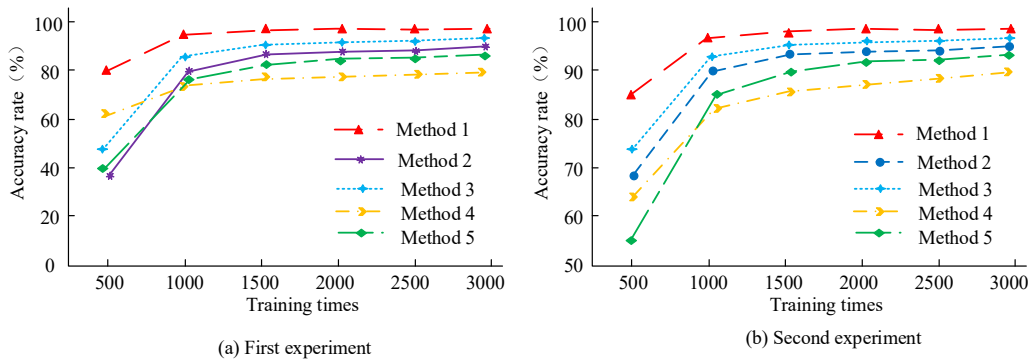 100
80
60
40
20
0
Accuracy rate (%)
500 1000 1500 2000 2500 3000
Training times
Method 1
Method 2
Method 3
Method 4
Method 5
(a) First experiment
100
90
80
70
60
50
Accuracy rate (%)
500 1000 1500 2000 2500 3000
Training times
Method 1
Method 2
Method 3
Method 4
Method 5
(b) Second experiment